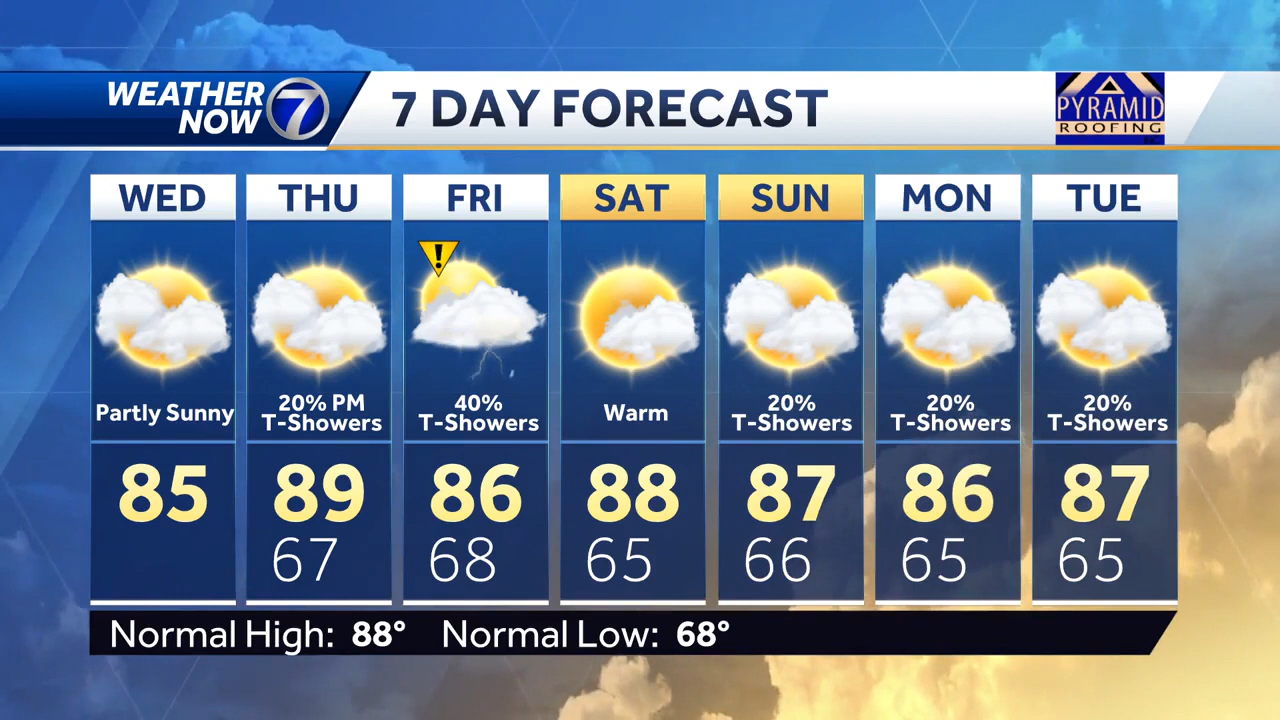 WEATHER
NOW
7
7 DAY FORECAST
PYRAMID
ROOFING
WED
THU
FRI
SAT
SUN
MON
TUE
!
Partly Sunny
20% PM
T-Showers
40%
T-Showers
Warm
20%
T-Showers
20%
T-Showers
20%
T-Showers
85
89
86
88
87
86
87
67
68
65
66
65
65
Normal High: 88° Normal Low: 68°